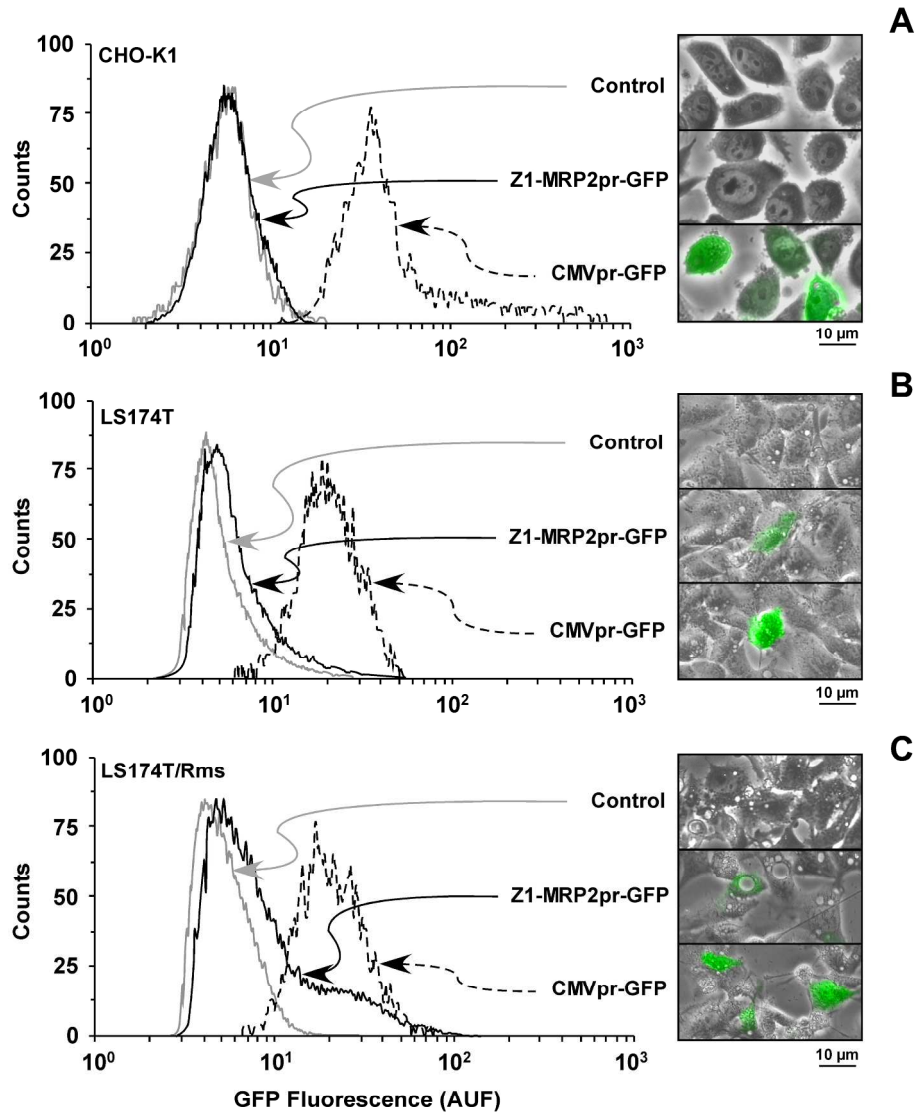 A
CHO-K1
100
75
50
25
0
Counts
Control
Z1-MRP2pr-GFP
CMVpr-GFP
10⁰ 10¹ 10² 10³
10 µm
B
LS174T
100
75
50
25
0
Counts
Control
Z1-MRP2pr-GFP
CMVpr-GFP
10⁰ 10¹ 10² 10³
10 µm
C
LS174T/Rms
100
75
50
25
0
Counts
Control
Z1-MRP2pr-GFP
CMVpr-GFP
10⁰ 10¹ 10² 10³
GFP Fluorescence (AUF)
10 µm